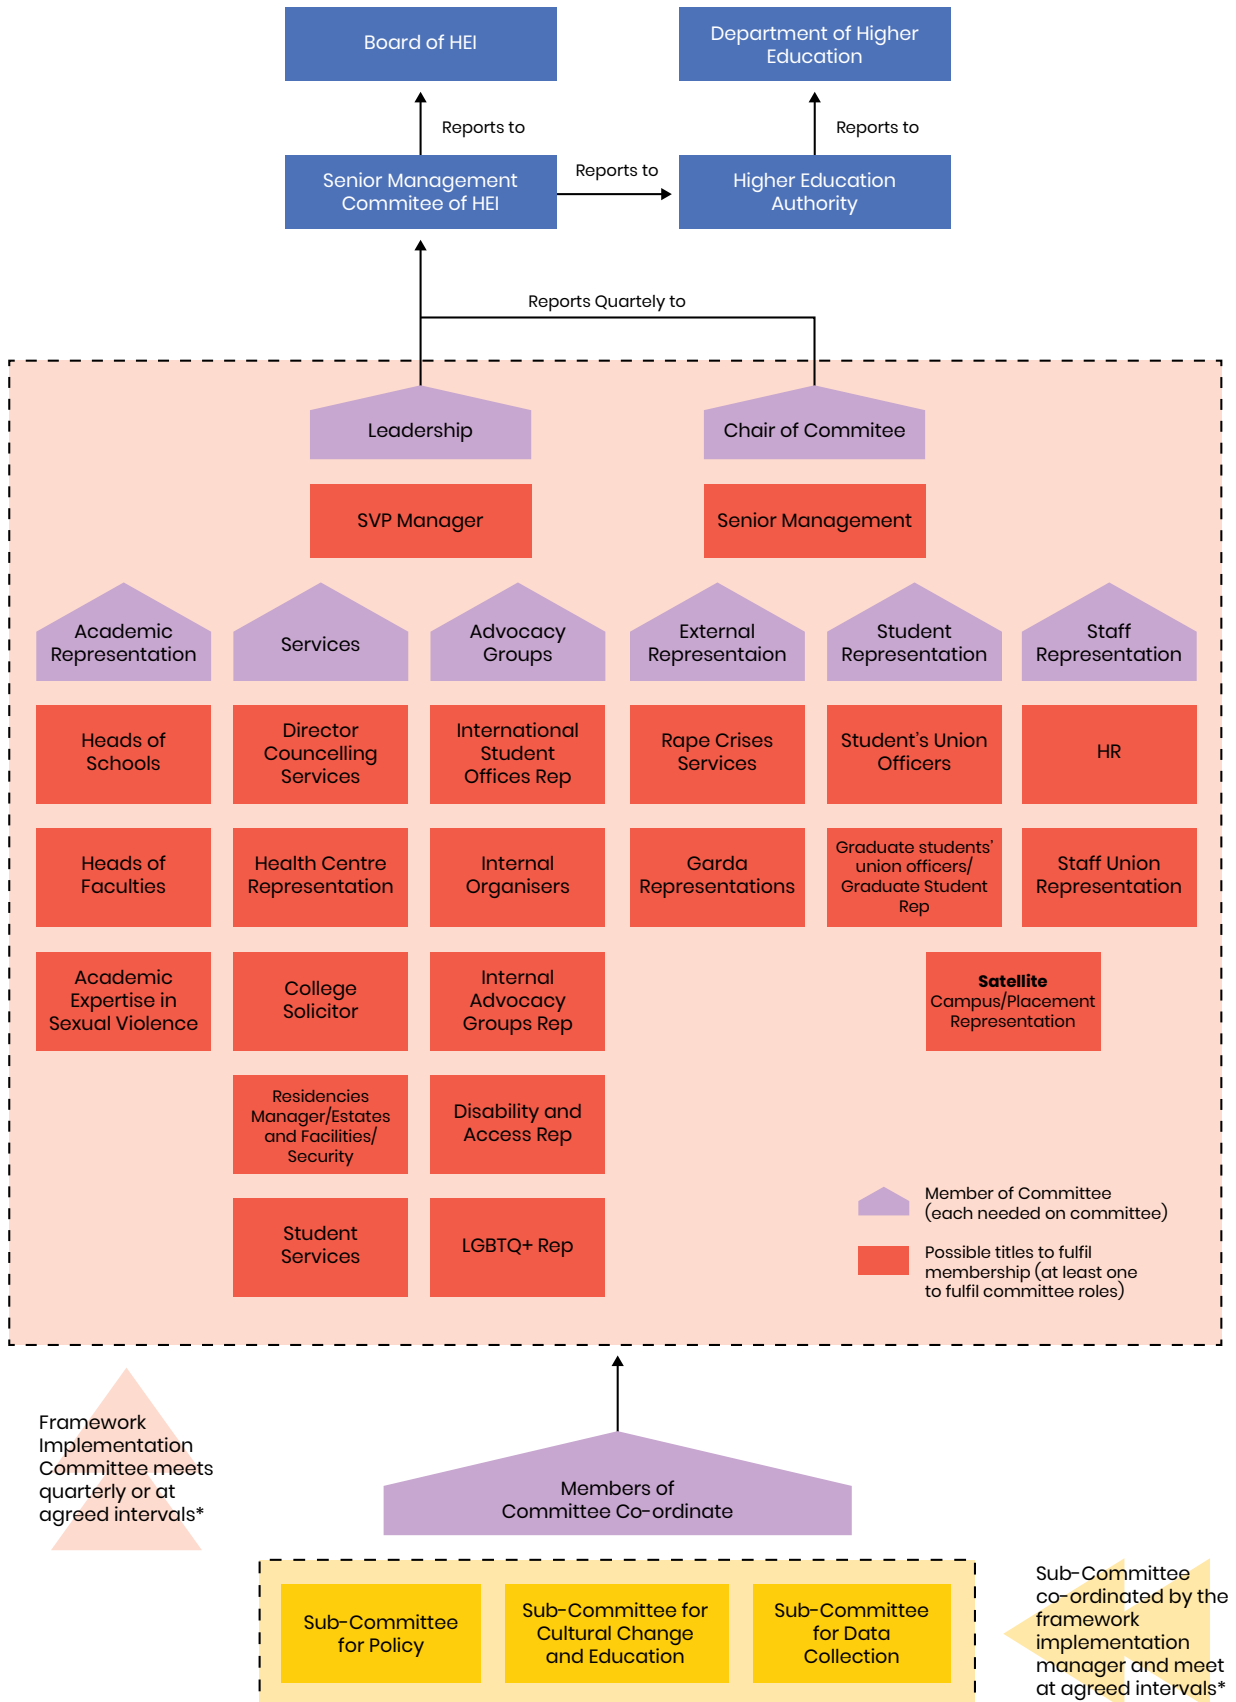 Board of HEI
Department of Higher
Education
Reports to
Reports to
Senior Management
Commitee of HEI
Reports to
Higher Education
Authority
Reports Quartely to
Leadership
Chair of Commitee
SVP Manager
Senior Management
Academic
Representation
Services
Advocacy
Groups
External
Representaion
Student
Representation
Staff
Representation
Heads of
Schools
Director
Councelling
Services
International
Student
Offices Rep
Rape Crises
Services
Student's Union
Officers
HR
Heads of
Faculties
Health Centre
Representation
Internal
Organisers
Garda
Representations
Graduate students'
union officers/
Graduate Student
Rep
Staff Union
Representation
Academic
Expertise in
Sexual Violence
College
Solicitor
Internal
Advocacy
Groups Rep
Satellite
Campus/Placement
Representation
Residencies
Manager/Estates
and Facilities/
Security
Disability and
Access Rep
Student
Services
LGBTQ+ Rep
Member of Committee
(each needed on committee)
Possible titles to fulfil
membership (at least one
to fulfil committee roles)
Framework
Implementation
Committee meets
quarterly or at
agreed intervals*
Members of
Committee Co-ordinate
Sub-Committee
for Policy
Sub-Committee for
Cultural Change
and Education
Sub-Committee
for Data
Collection
Sub-Committee
co-ordinated by the
framework
implementation
manager and meet
at agreed intervals*